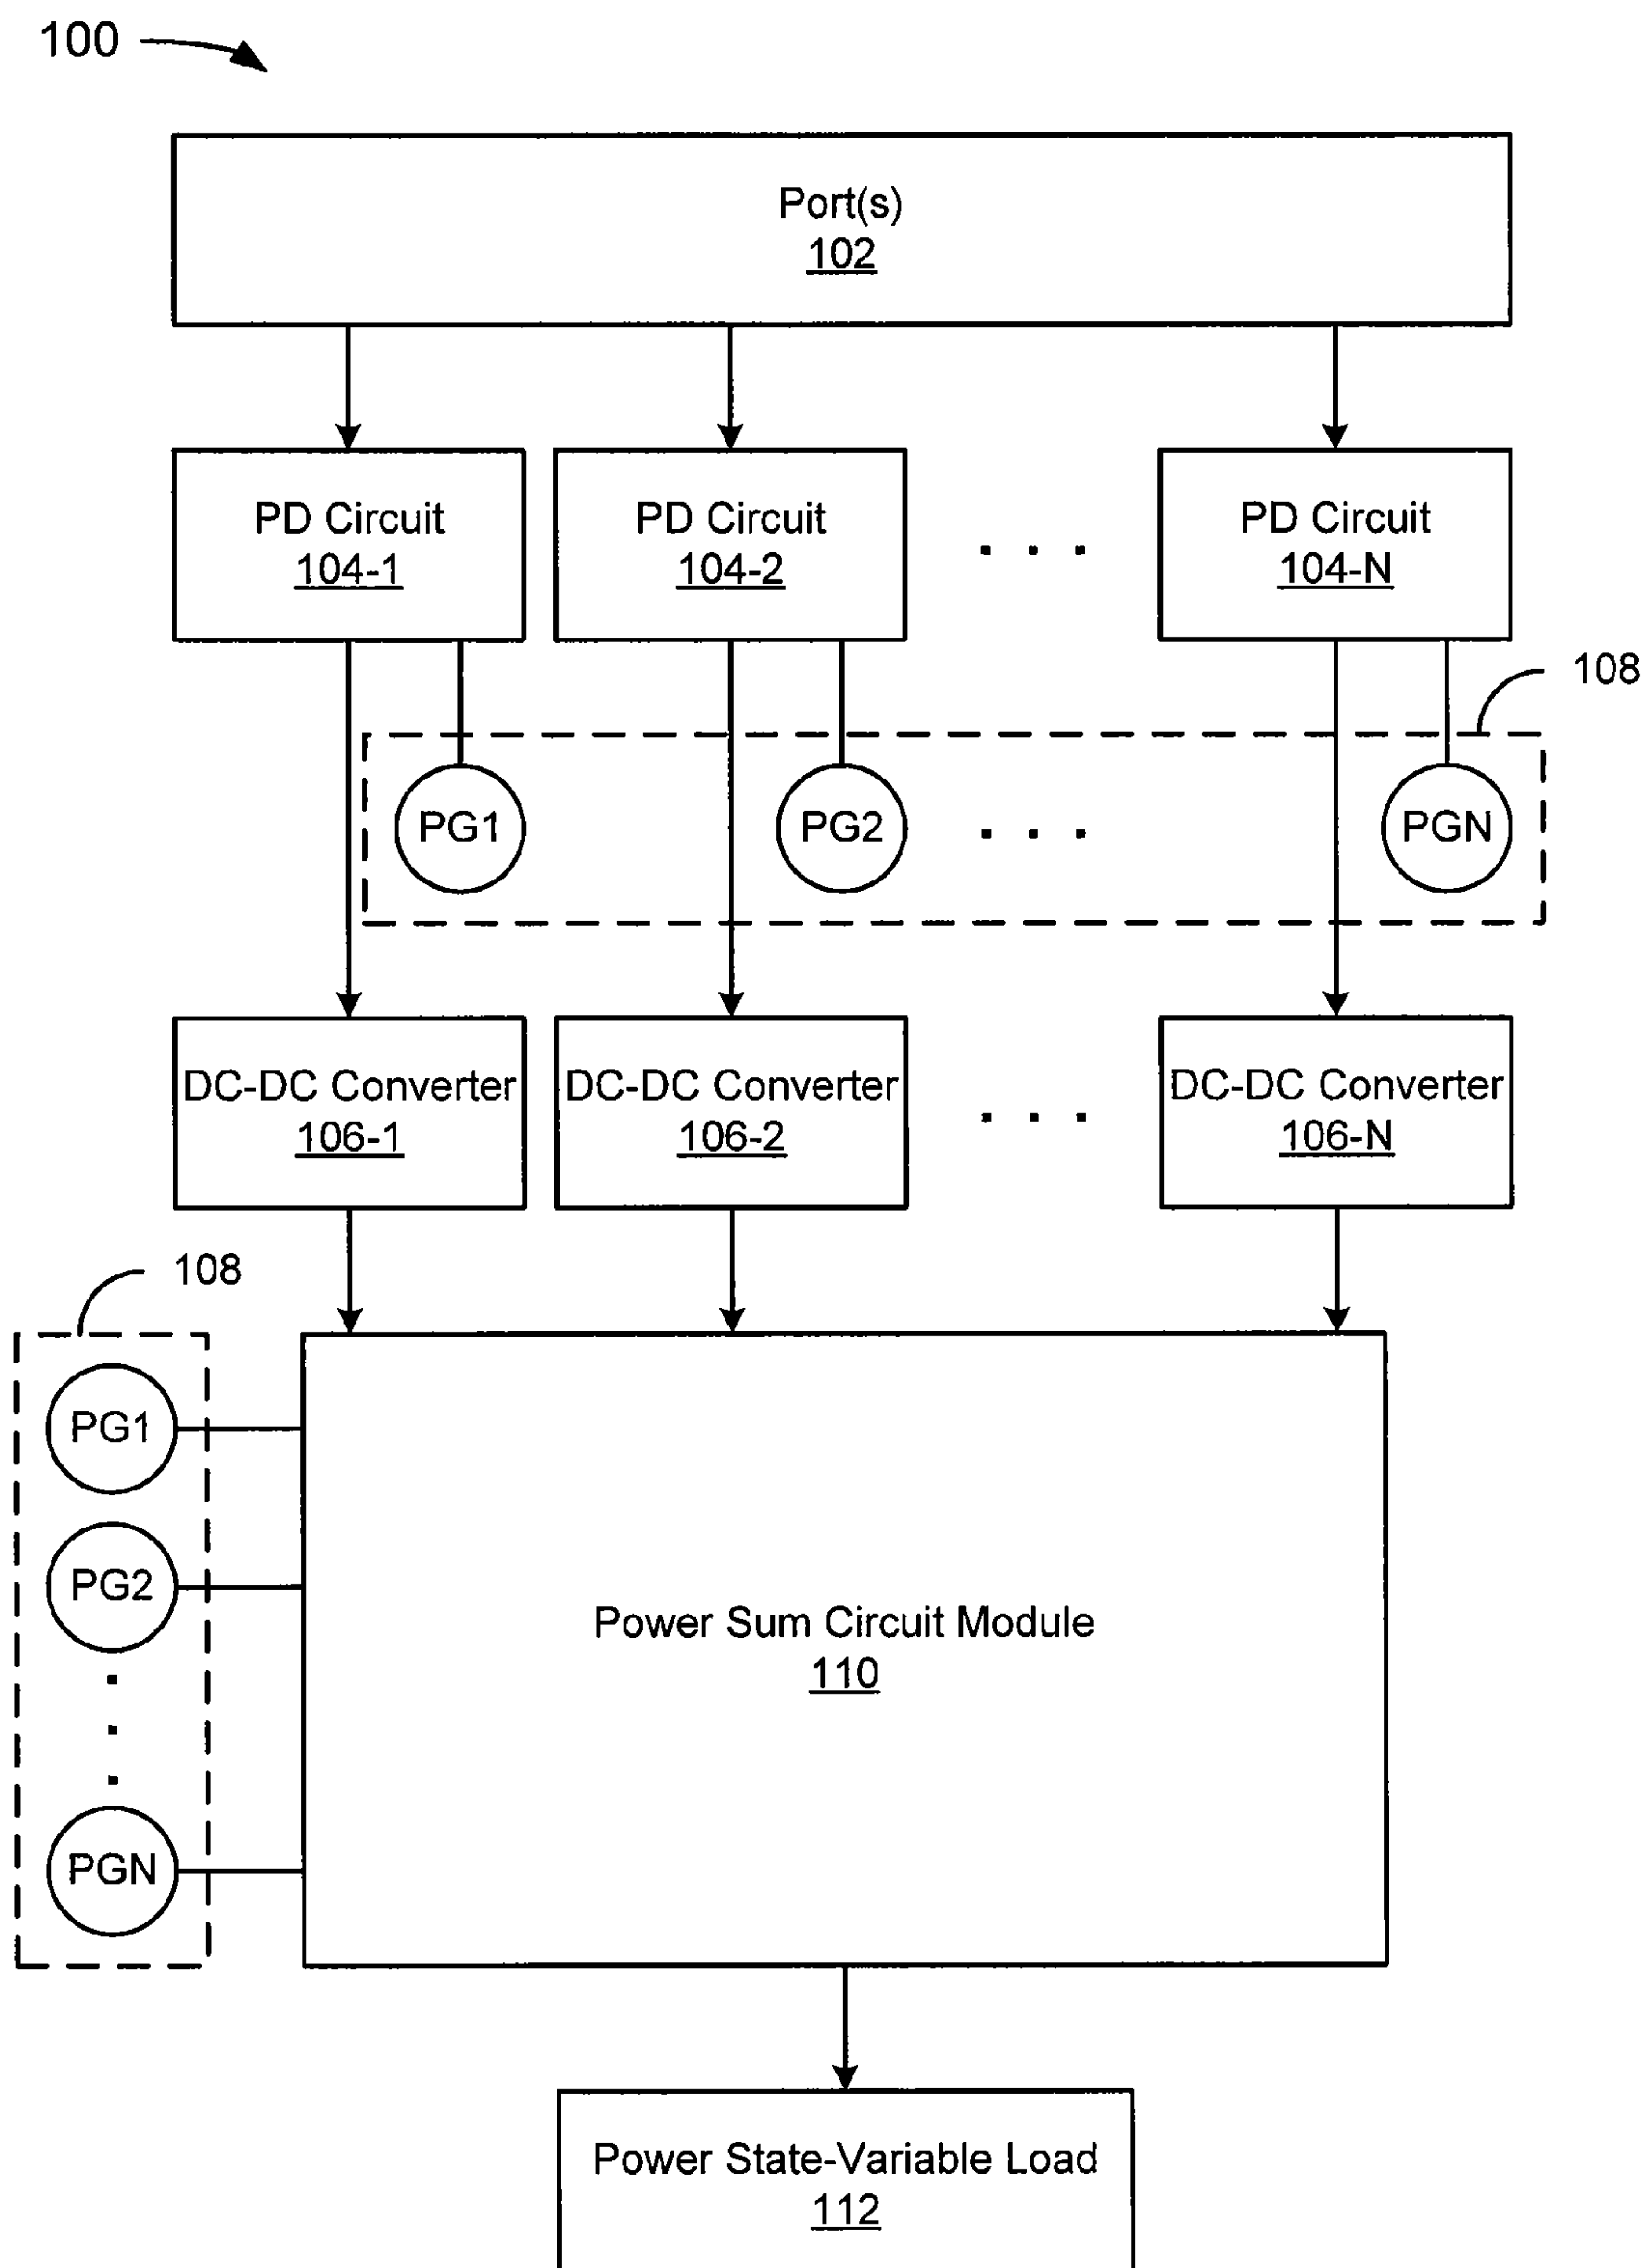 100
Port(s)
102
PD Circuit
104-1
PD Circuit
104-2
. . .
PD Circuit
104-N
108
PG1
PG2
. . .
PGN
DC-DC Converter
106-1
DC-DC Converter
106-2
. . .
DC-DC Converter
106-N
108
PG1
PG2
.
.
.
PGN
Power Sum Circuit Module
110
Power State-Variable Load
112